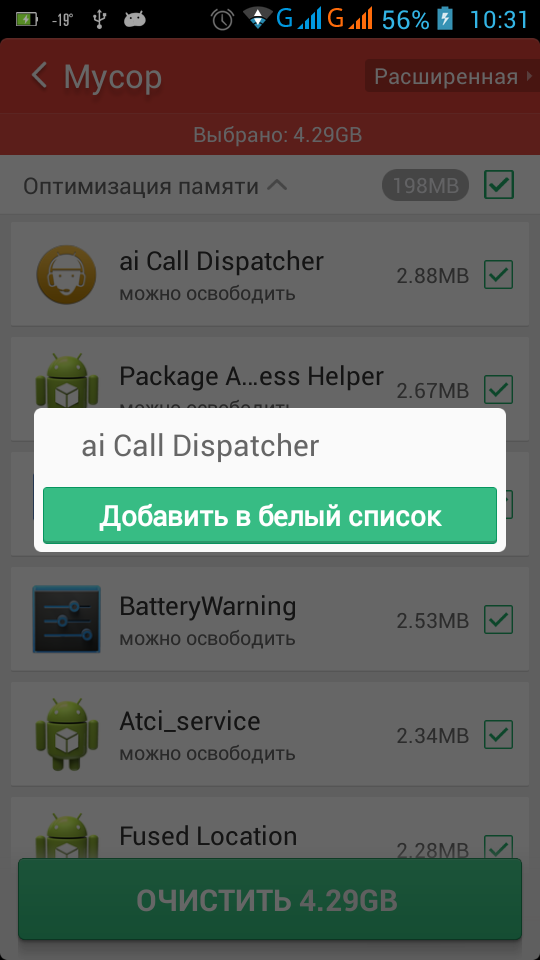 -19° G G 56% 10:31
Мусор
Расширенная
Выбрано: 4.29GB
Оптимизация памяти 198MB
ai Call Dispatcher
можно освободить
2.88MB
Package A...ess Helper
2.67MB
ai Call Dispatcher
Добавить в белый список
BatteryWarning
можно освободить
2.53MB
Atci_service
можно освободить
2.34MB
Fused Location
2.28MB
ОЧИСТИТЬ 4.29GB